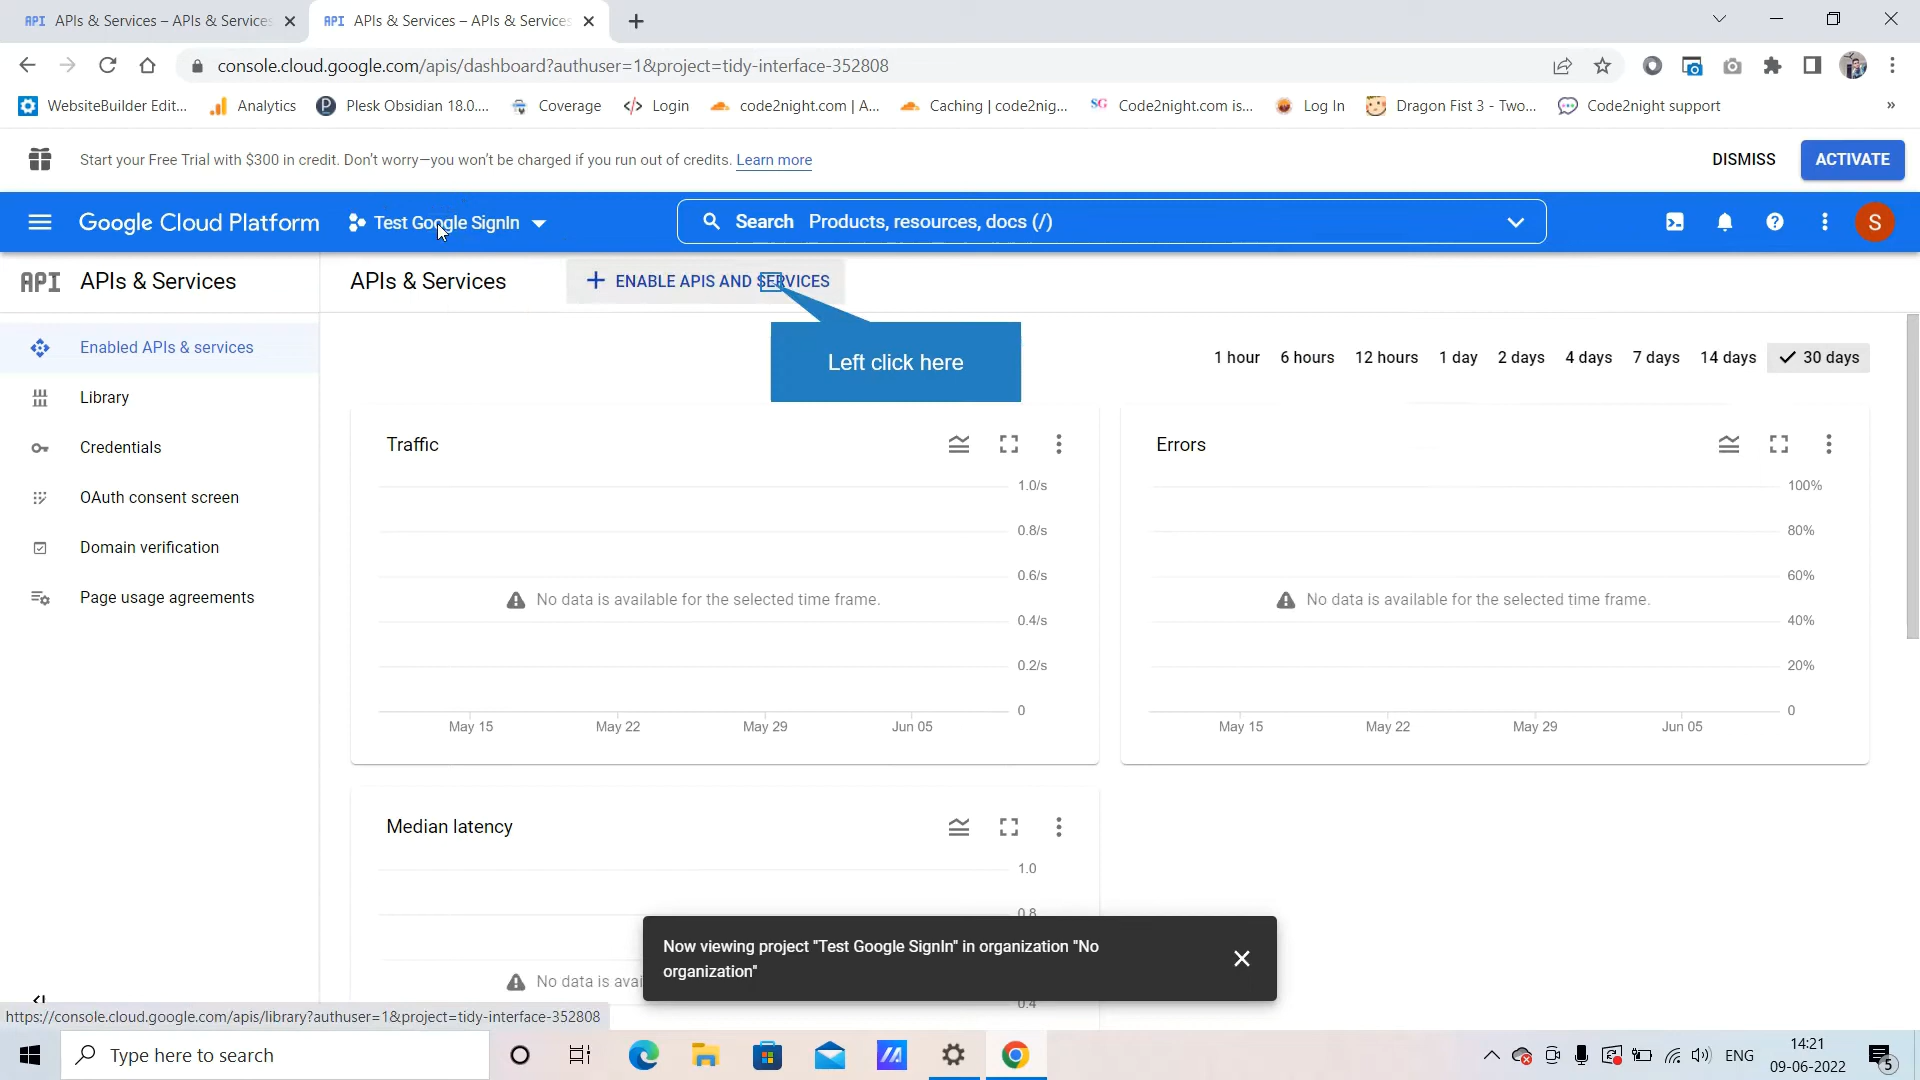 API APIs & Services – APIs & Services
API APIs & Services – APIs & Services
console.cloud.google.com/apis/dashboard?authuser=1&project=tidy-interface-352808
WebsiteBuilder Edit...
Analytics
P Plesk Obsidian 18.0....
Coverage
</> Login
code2night.com | A...
Caching | code2nig...
SG Code2night.com is...
Log In
Dragon Fist 3 - Two...
Code2night support
»
Start your Free Trial with $300 in credit. Don't worry—you won't be charged if you run out of credits. Learn more
DISMISS
ACTIVATE
Google Cloud Platform
Test Google SignIn
Search Products, resources, docs (/)
S
API APIs & Services
APIs & Services
+ ENABLE APIS AND SERVICES
Left click here
Enabled APIs & services
Library
Credentials
OAuth consent screen
Domain verification
Page usage agreements
1 hour
6 hours
12 hours
1 day
2 days
4 days
7 days
14 days
30 days
Traffic
1.0/s
0.8/s
0.6/s
No data is available for the selected time frame.
0.4/s
0.2/s
0
May 15
May 22
May 29
Jun 05
Errors
100%
80%
60%
No data is available for the selected time frame.
40%
20%
0
May 15
May 22
May 29
Jun 05
Median latency
1.0
0.8
No data is avai
0.4
Now viewing project "Test Google SignIn" in organization "No
organization"
https://console.cloud.google.com/apis/library?authuser=1&project=tidy-interface-352808
Type here to search
ENG
14:21
09-06-2022
5